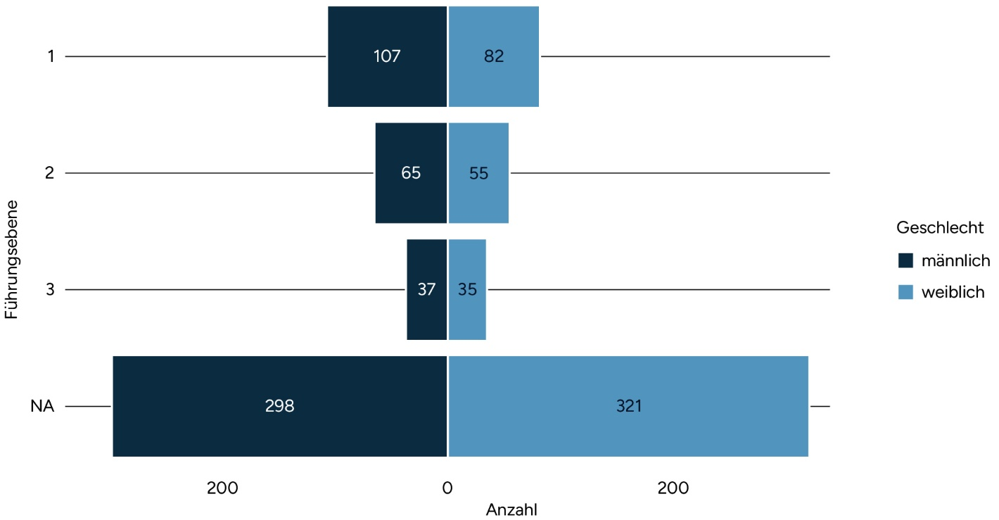 1
107
82
2
65
55
3
37
35
NA
298
321
200
0
200
Anzahl
Führungsebene
Geschlecht
männlich
weiblich